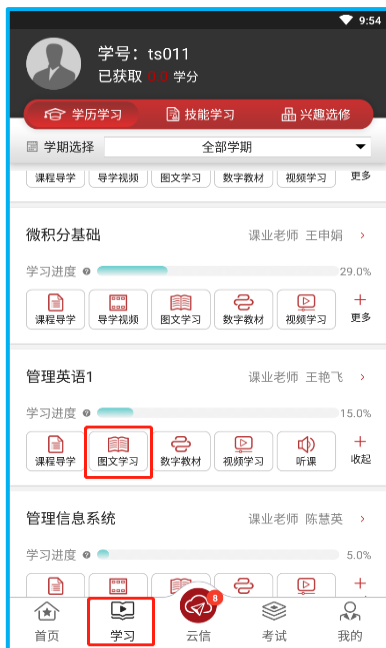 9:54
学号：ts011
已获取 0.0 学分
学历学习 技能学习 兴趣选修
学期选择 全部学期
课程导学 导学视频 图文学习 数字教材 视频学习 更多
微积分基础 课业老师 王申娟
学习进度 29.0%
课程导学 导学视频 图文学习 数字教材 视频学习 更多
管理英语1 课业老师 王艳飞
学习进度 15.0%
课程导学 图文学习 数字教材 视频学习 听课 收起
管理信息系统 课业老师 陈慧英
学习进度 5.0%
8
首页 学习 云信 考试 我的